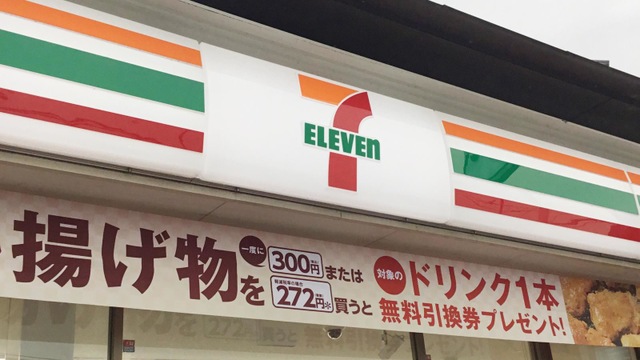 ELEVEn
揚げ物を
一度に
300円
または
272円
買うと
対象の
ドリンク1本
無料引換券プレゼント!